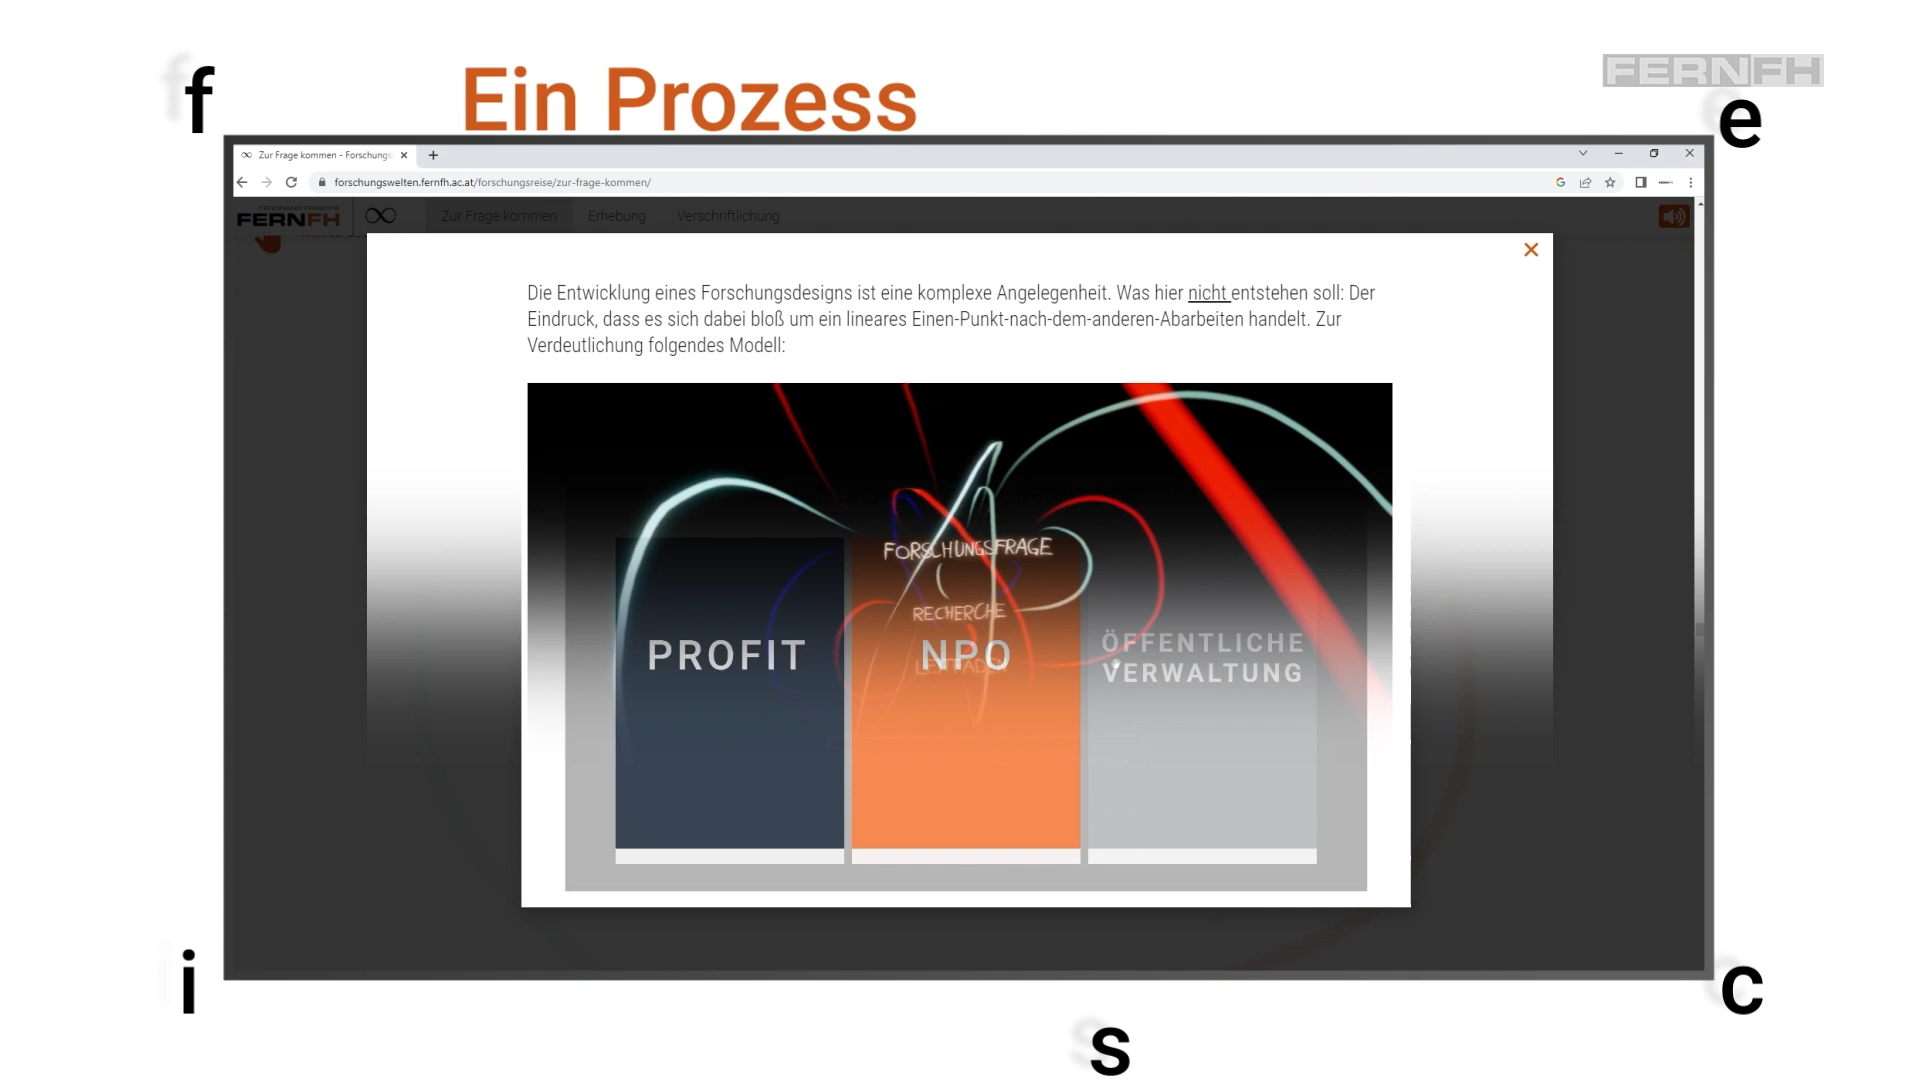 f
Ein Prozess
FERNFH
e
Zur Frage kommen - Forschungs
forschungswelten.fernfh.ac.at/forschungsreise/zur-frage-kommen/
FERNFH
Zur Frage kommen
Erhebung
Verschriftlichung
Die Entwicklung eines Forschungsdesigns ist eine komplexe Angelegenheit. Was hier nicht entstehen soll: Der
Eindruck, dass es sich dabei bloß um ein lineares Einen-Punkt-nach-dem-anderen-Abarbeiten handelt. Zur
Verdeutlichung folgendes Modell:
FORSCHUNGSFRAGE
RECHERCHE
LEITFADEN
PROFIT
NPO
ÖFFENTLICHE
VERWALTUNG
i
c
s